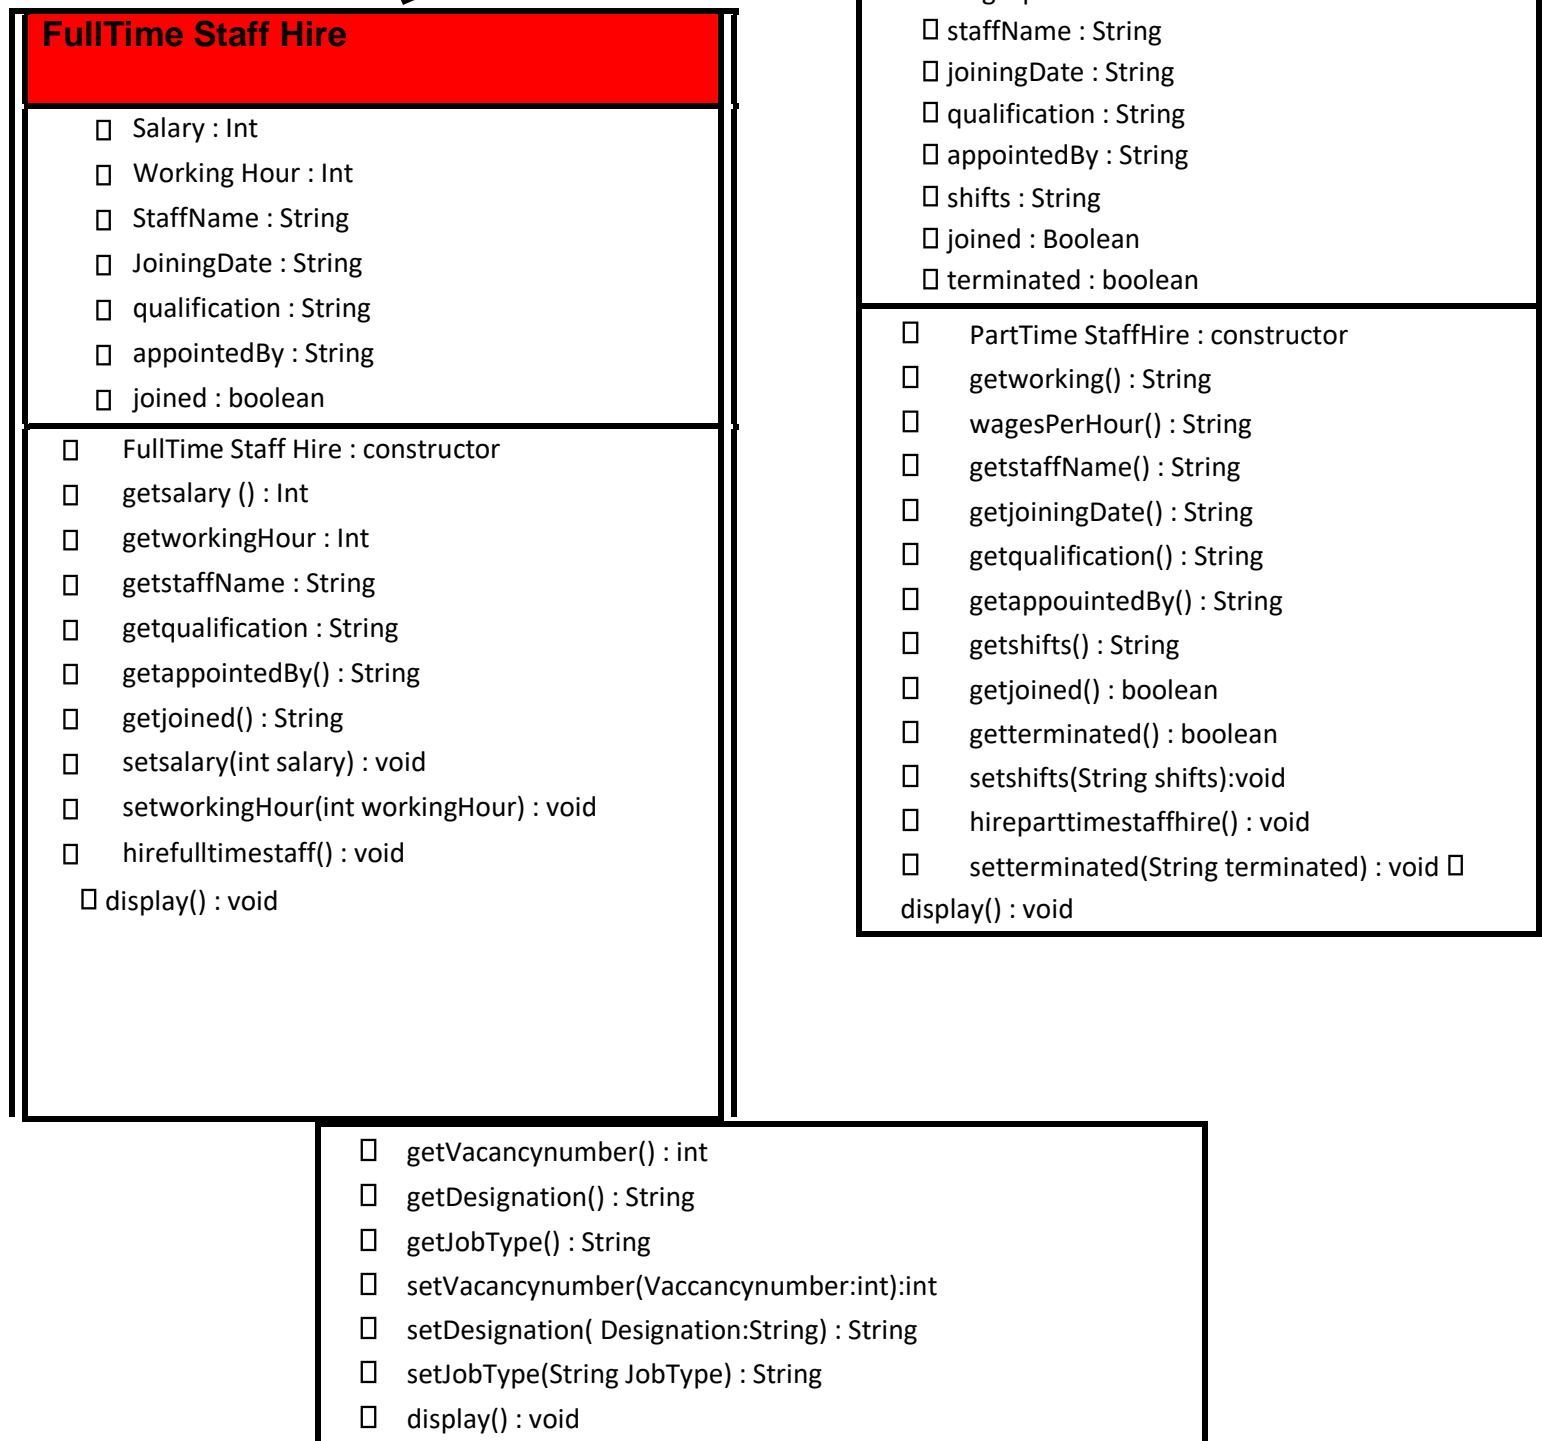 FullTime Staff Hire
Salary : Int
Working Hour : Int
StaffName : String
JoiningDate : String
qualification : String
appointedBy : String
joined : boolean
FullTime Staff Hire : constructor
getsalary () : Int
getworkingHour : Int
getstaffName : String
getqualification : String
getappointedBy() : String
getjoined() : String
setsalary(int salary) : void
setworkingHour(int workingHour) : void
hirefulltimestaff() : void
display() : void
staffName : String
joiningDate : String
qualification : String
appointedBy : String
shifts : String
joined : Boolean
terminated : boolean
PartTime StaffHire : constructor
getworking() : String
wagesPerHour() : String
getstaffName() : String
getjoiningDate() : String
getqualification() : String
getappouintedBy() : String
getshifts() : String
getjoined() : boolean
getterminated() : boolean
setshifts(String shifts):void
hireparttimestaffhire() : void
setterminated(String terminated) : void
display() : void
getVacancynumber() : int
getDesignation() : String
getJobType() : String
setVacancynumber(Vaccancynumber:int):int
setDesignation( Designation:String) : String
setJobType(String JobType) : String
display() : void